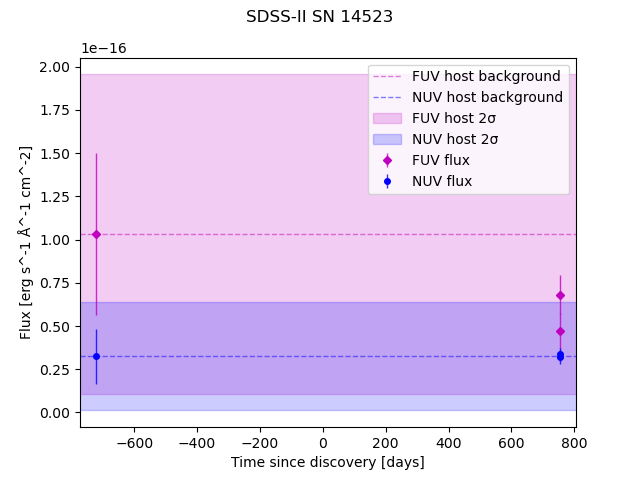 SDSS-II SN 14523
1e−16
2.00
1.75
1.50
1.25
1.00
0.75
0.50
0.25
0.00
Flux [erg s^-1 Å^-1 cm^-2]
FUV host background
NUV host background
FUV host 2σ
NUV host 2σ
FUV flux
NUV flux
−600
−400
−200
0
200
400
600
800
Time since discovery [days]